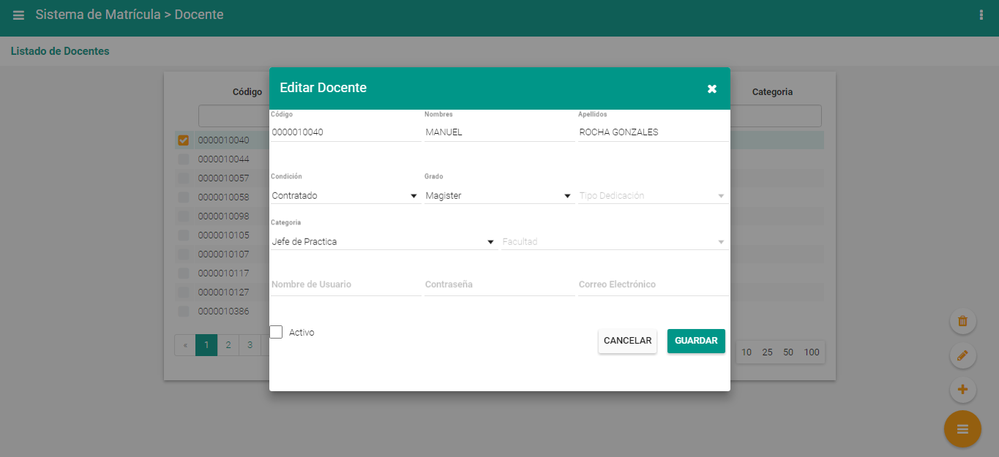 Sistema de Matrícula > Docente
Listado de Docentes
Código
Categoria
Editar Docente
Código
Nombres
Apellidos
0000010040
MANUEL
ROCHA GONZALES
Condición
Grado
Contratado
Magister
Tipo Dedicación
Categoria
Jefe de Practica
Facultad
Nombre de Usuario
Contraseña
Correo Electrónico
Activo
CANCELAR
GUARDAR
0000010040
0000010044
0000010057
0000010058
0000010098
0000010105
0000010107
0000010117
0000010127
0000010386
« 1 2 3
10 25 50 100